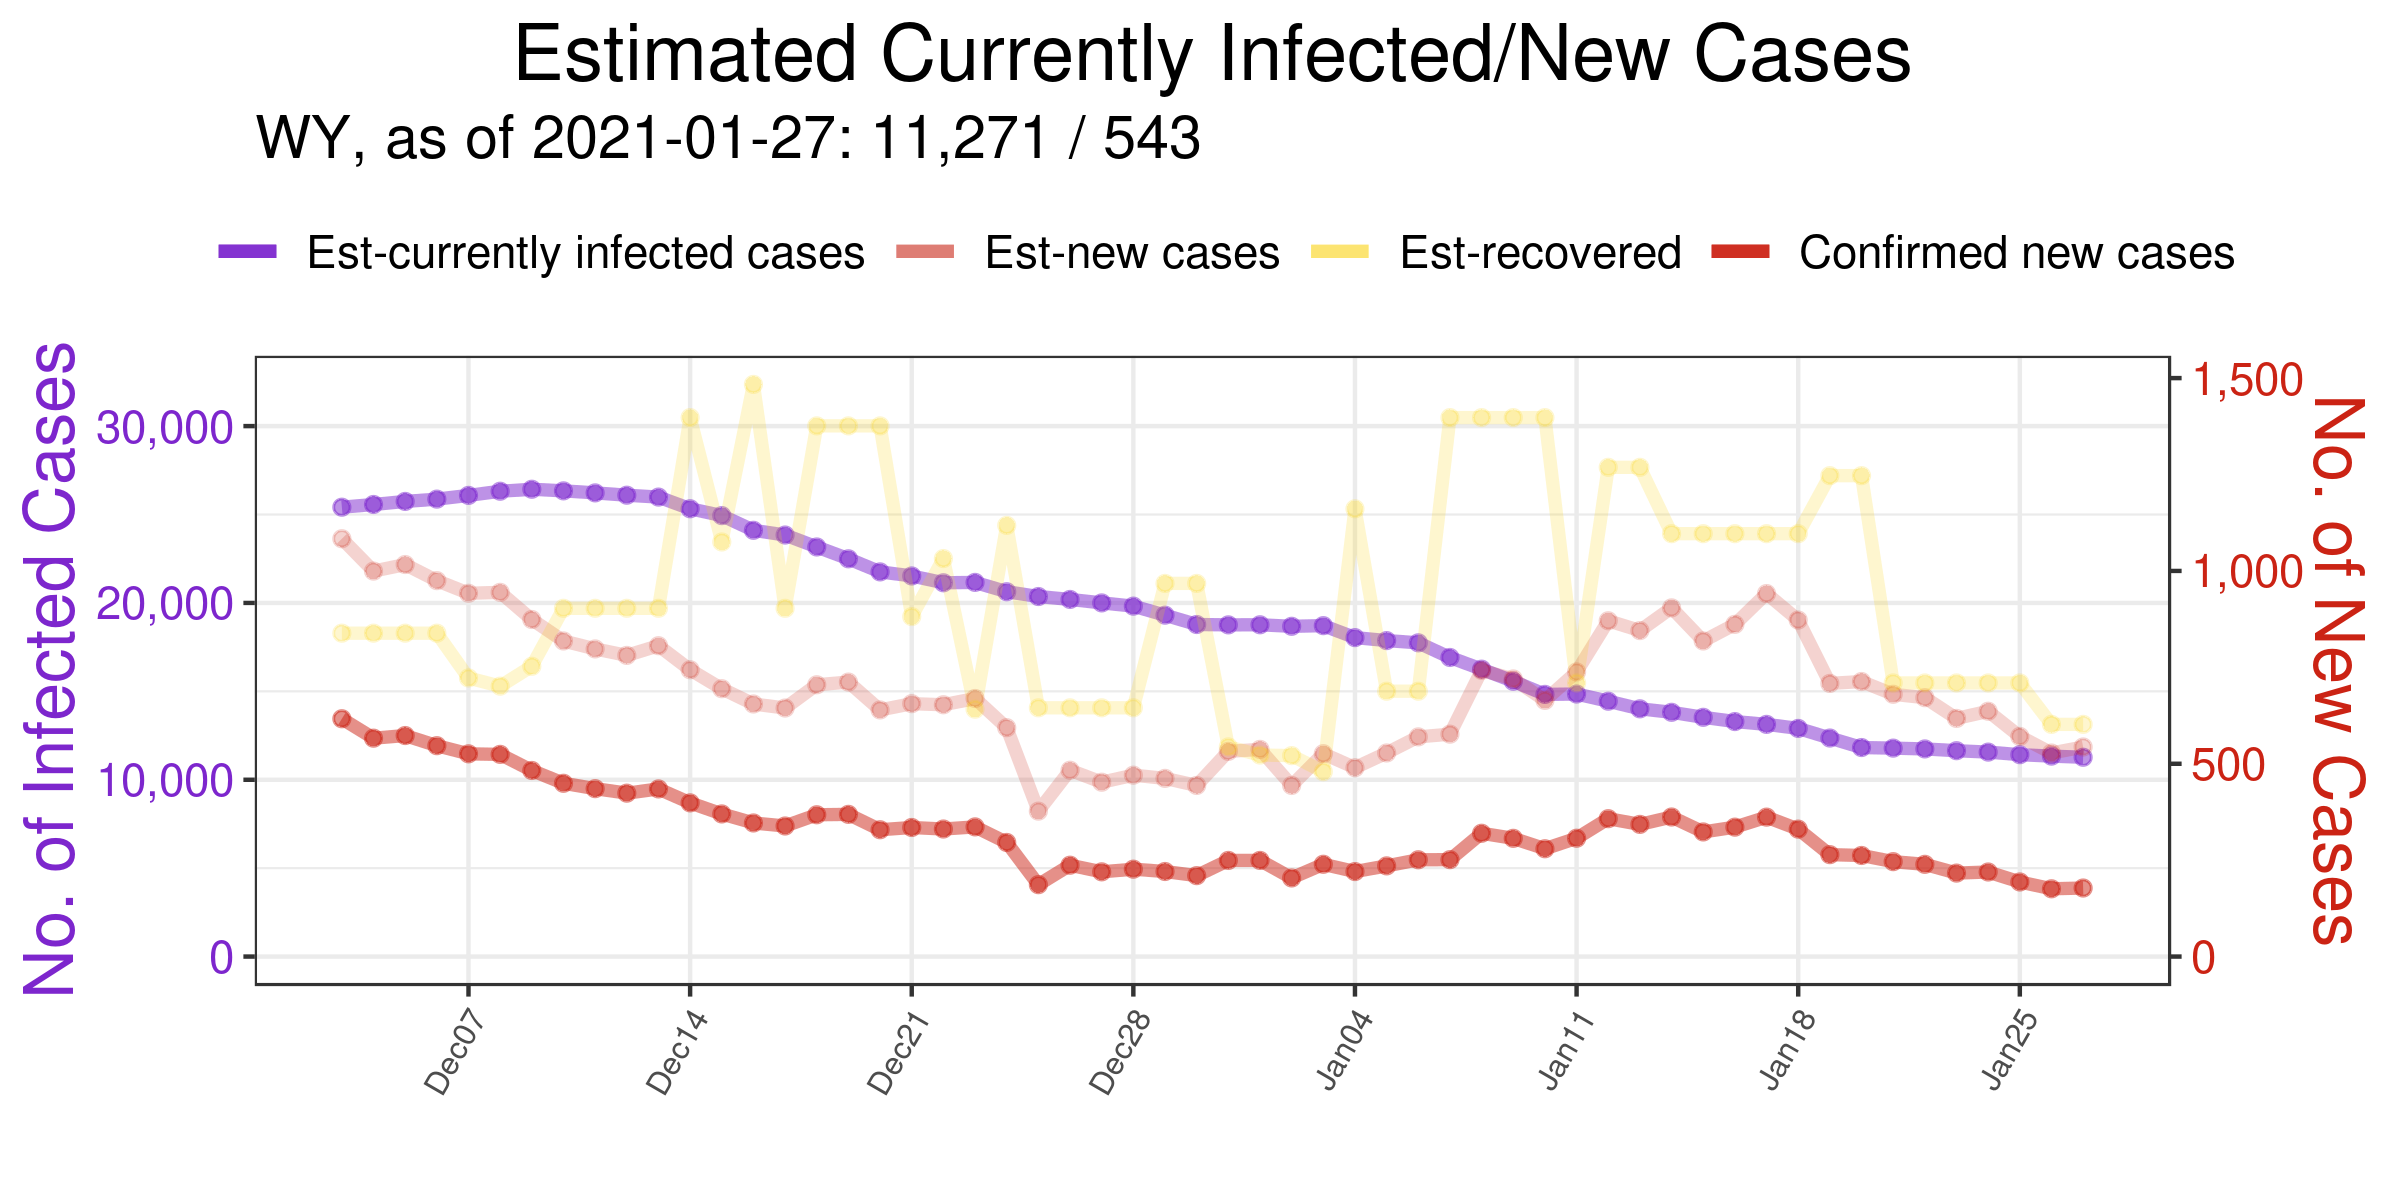 Estimated Currently Infected/New Cases
WY, as of 2021-01-27: 11,271 / 543
Est-currently infected cases Est-new cases Est-recovered Confirmed new cases
No. of Infected Cases
30,000
20,000
10,000
0
1,500
1,000
500
0
No. of New Cases
Dec07 Dec14 Dec21 Dec28 Jan04 Jan11 Jan18 Jan25